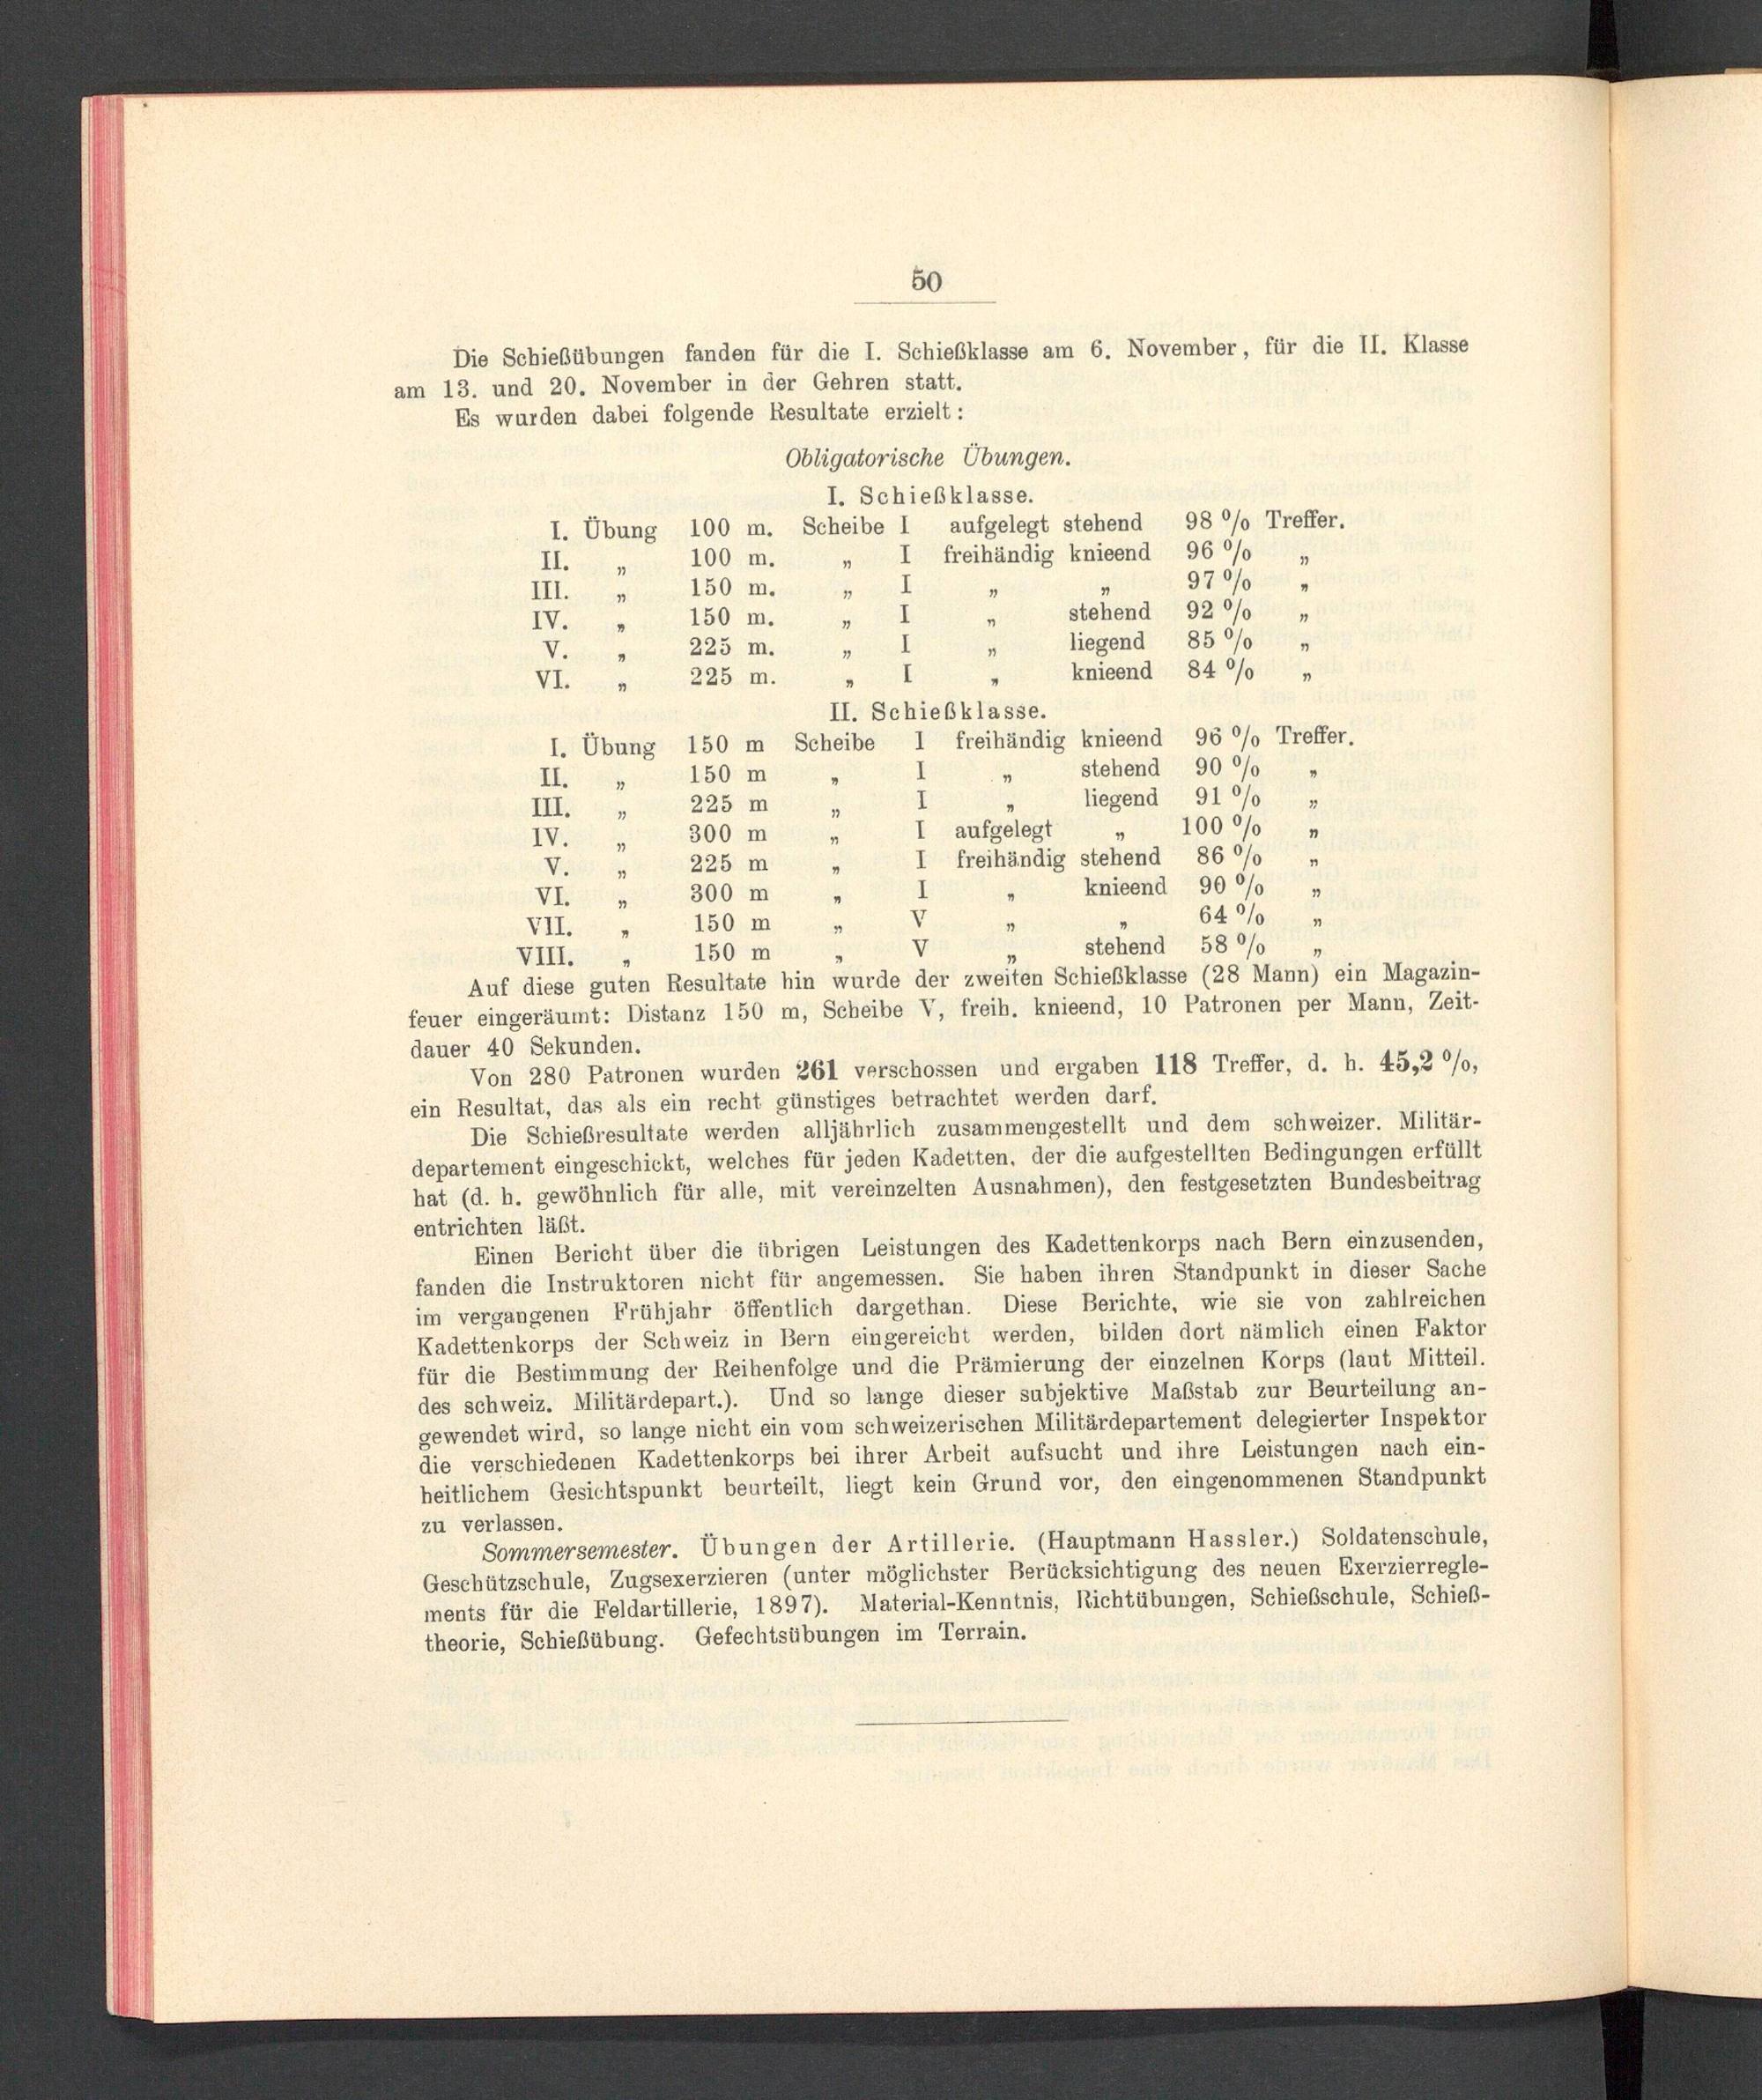 50
Die Schießübungen fanden für die I. Schießklasse am 6. November, für die II. Klasse
am 13. und 20. November in der Gehren statt.
Es wurden dabei folgende Resultate erzielt:
Obligatorische Übungen.
I. Schießklasse.
I. Übung 100 m. Scheibe I aufgelegt stehend 98 % Treffer.
II. „ 100 m. „ I freihändig knieend 96 % „
III. „ 150 m. „ I „ „ 97 % „
IV. „ 150 m. „ I „ stehend 92 % „
V. „ 225 m. „ I „ liegend 85 % „
VI. „ 225 m. „ I „ knieend 84 % „
II. Schießklasse.
I. Übung 150 m Scheibe I freihändig knieend 96 % Treffer.
II. „ 150 m „ I „ stehend 90 % „
III. „ 225 m „ I „ liegend 91 % „
IV. „ 300 m „ I aufgelegt „ 100 % „
V. „ 225 m „ I freihändig stehend 86 % „
VI. „ 300 m „ I „ knieend 90 % „
VII. „ 150 m „ V „ „ 64 % „
VIII. „ 150 m „ V „ stehend 58 % „
Auf diese guten Resultate hin wurde der zweiten Schießklasse (28 Mann) ein Magazin-
feuer eingeräumt: Distanz 150 m, Scheibe V, freih. knieend, 10 Patronen per Mann, Zeit-
dauer 40 Sekunden.
Von 280 Patronen wurden 261 verschossen und ergaben 118 Treffer, d. h. 45,2 %,
ein Resultat, das als ein recht günstiges betrachtet werden darf.
Die Schießresultate werden alljährlich zusammengestellt und dem schweizer. Militär-
departement eingeschickt, welches für jeden Kadetten, der die aufgestellten Bedingungen erfüllt
hat (d. h. gewöhnlich für alle, mit vereinzelten Ausnahmen), den festgesetzten Bundesbeitrag
entrichten läßt.
Einen Bericht über die übrigen Leistungen des Kadettenkorps nach Bern einzusenden,
fanden die Instruktoren nicht für angemessen. Sie haben ihren Standpunkt in dieser Sache
im vergangenen Frühjahr öffentlich dargethan. Diese Berichte, wie sie von zahlreichen
Kadettenkorps der Schweiz in Bern eingereicht werden, bilden dort nämlich einen Faktor
für die Bestimmung der Reihenfolge und die Prämierung der einzelnen Korps (laut Mitteil.
des schweiz. Militärdepart.). Und so lange dieser subjektive Maßstab zur Beurteilung an-
gewendet wird, so lange nicht ein vom schweizerischen Militärdepartement delegierter Inspektor
die verschiedenen Kadettenkorps bei ihrer Arbeit aufsucht und ihre Leistungen nach ein-
heitlichem Gesichtspunkt beurteilt, liegt kein Grund vor, den eingenommenen Standpunkt
zu verlassen.
Sommersemester. Übungen der Artillerie. (Hauptmann Hassler.) Soldatenschule,
Geschützschule, Zugsexerzieren (unter möglichster Berücksichtigung des neuen Exerzierregle-
ments für die Feldartillerie, 1897). Material-Kenntnis, Richtübungen, Schießschule, Schieß-
theorie, Schießübung. Gefechtsübungen im Terrain.